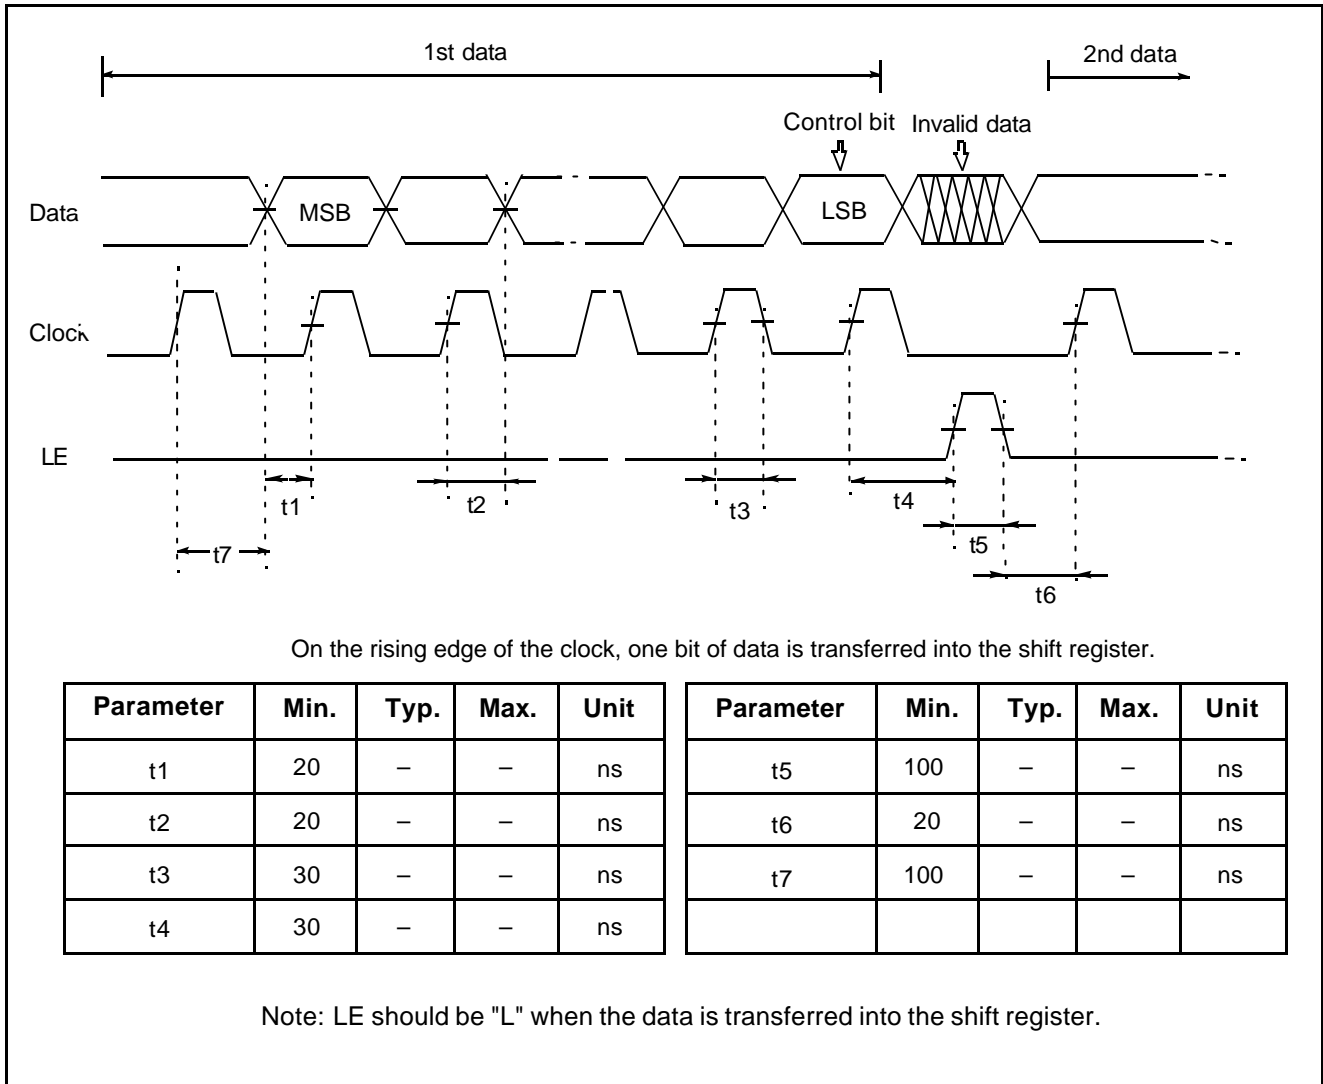 1st data
2nd data
Control bit Invalid data
Data MSB LSB
Clock
LE
t1 t2 t3 t4
t7 t5
t6
On the rising edge of the clock, one bit of data is transferred into the shift register.
Parameter Min. Typ. Max. Unit Parameter Min. Typ. Max. Unit
t1 20 – – ns t5 100 – – ns
t2 20 – – ns t6 20 – – ns
t3 30 – – ns t7 100 – – ns
t4 30 – – ns
Note: LE should be "L" when the data is transferred into the shift register.